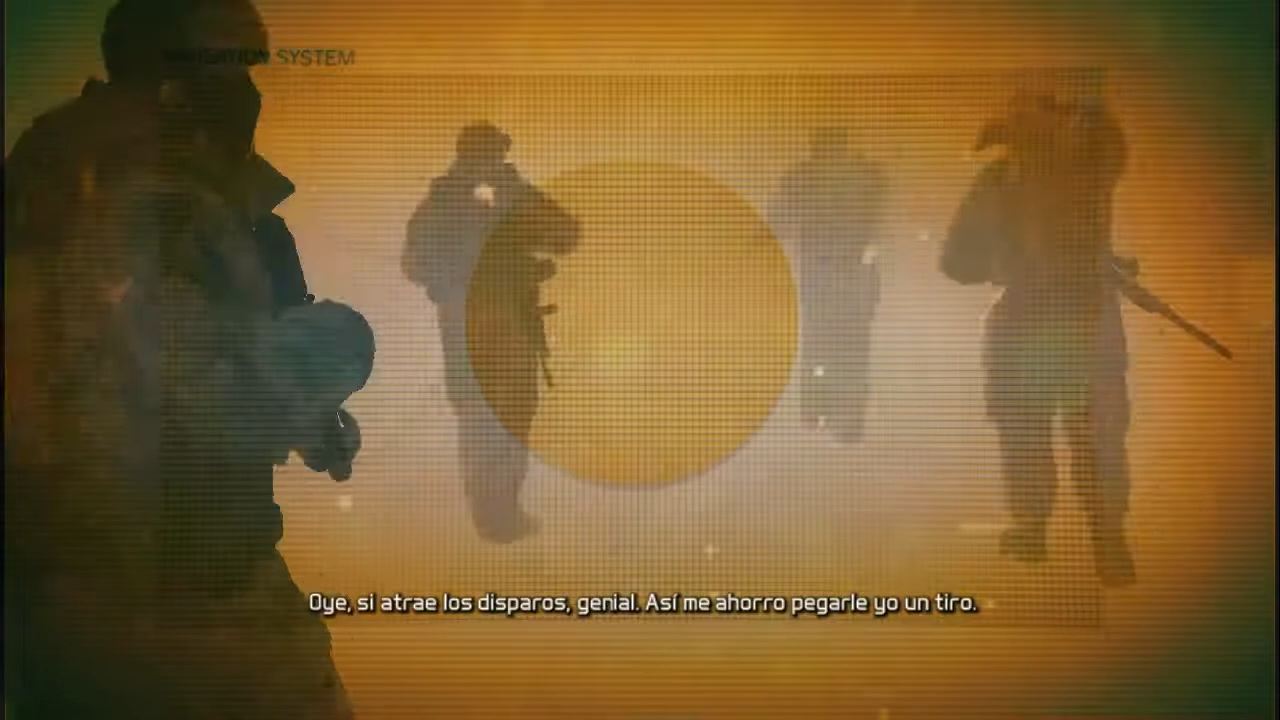 SYSTEM
Oye, si atrae los disparos, genial. Así me ahorro pegarle yo un tiro.